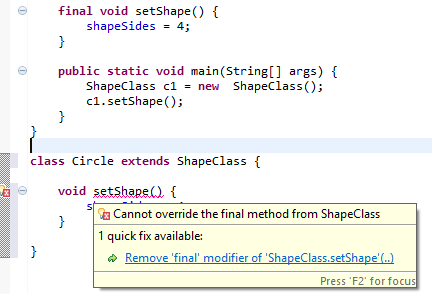 final void setShape() {
shapeSides = 4;
}
public static void main(String[] args) {
ShapeClass c1 = new  ShapeClass();
c1.setShape();
}
}
class Circle extends ShapeClass {
void setShape() {
}
}
Cannot override the final method from ShapeClass
1 quick fix available:
Remove 'final' modifier of 'ShapeClass.setShape'(..)
Press 'F2' for focus